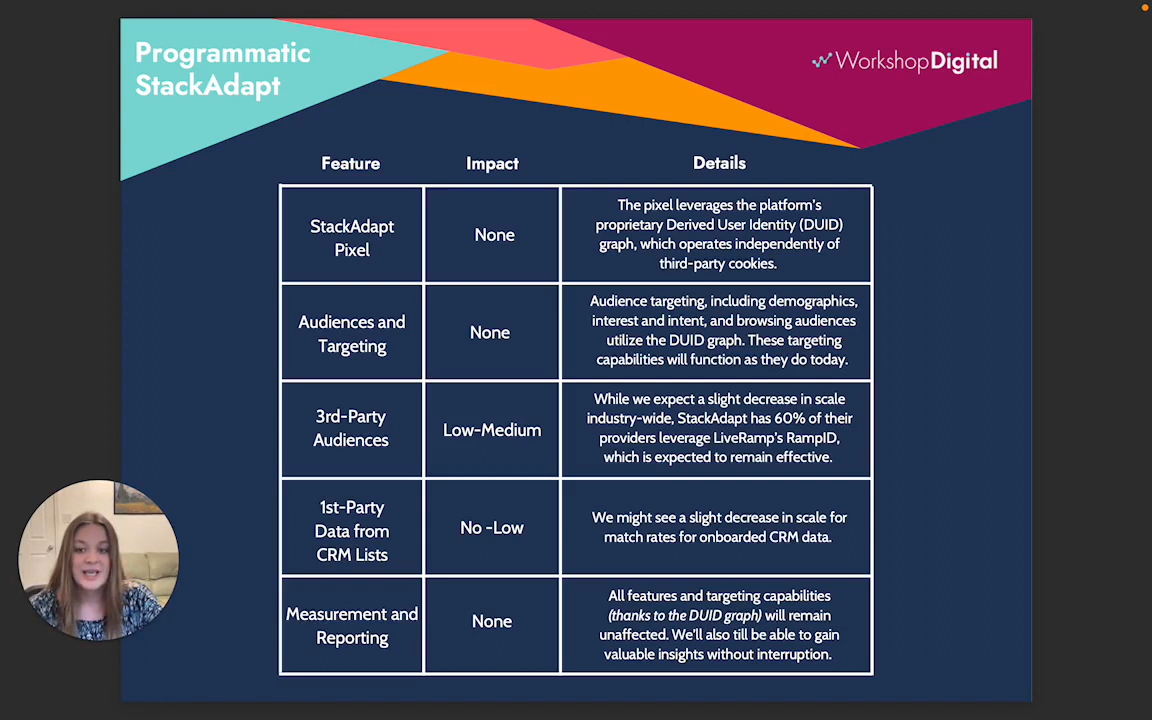 Programmatic
StackAdapt
WorkshopDigital
Feature
Impact
Details
StackAdapt
Pixel
None
The pixel leverages the platform's
proprietary Derived User Identity (DUID)
graph, which operates independently of
third-party cookies.
Audiences and
Targeting
None
Audience targeting, including demographics,
interest and intent, and browsing audiences
utilize the DUID graph. These targeting
capabilities will function as they do today.
3rd-Party
Audiences
Low-Medium
While we expect a slight decrease in scale
industry-wide, StackAdapt has 60% of their
providers leverage LiveRamp's RampID,
which is expected to remain effective.
1st-Party
Data from
CRM Lists
No -Low
We might see a slight decrease in scale for
match rates for onboarded CRM data.
Measurement and
Reporting
None
All features and targeting capabilities
(thanks to the DUID graph) will remain
unaffected. We'll also till be able to gain
valuable insights without interruption.